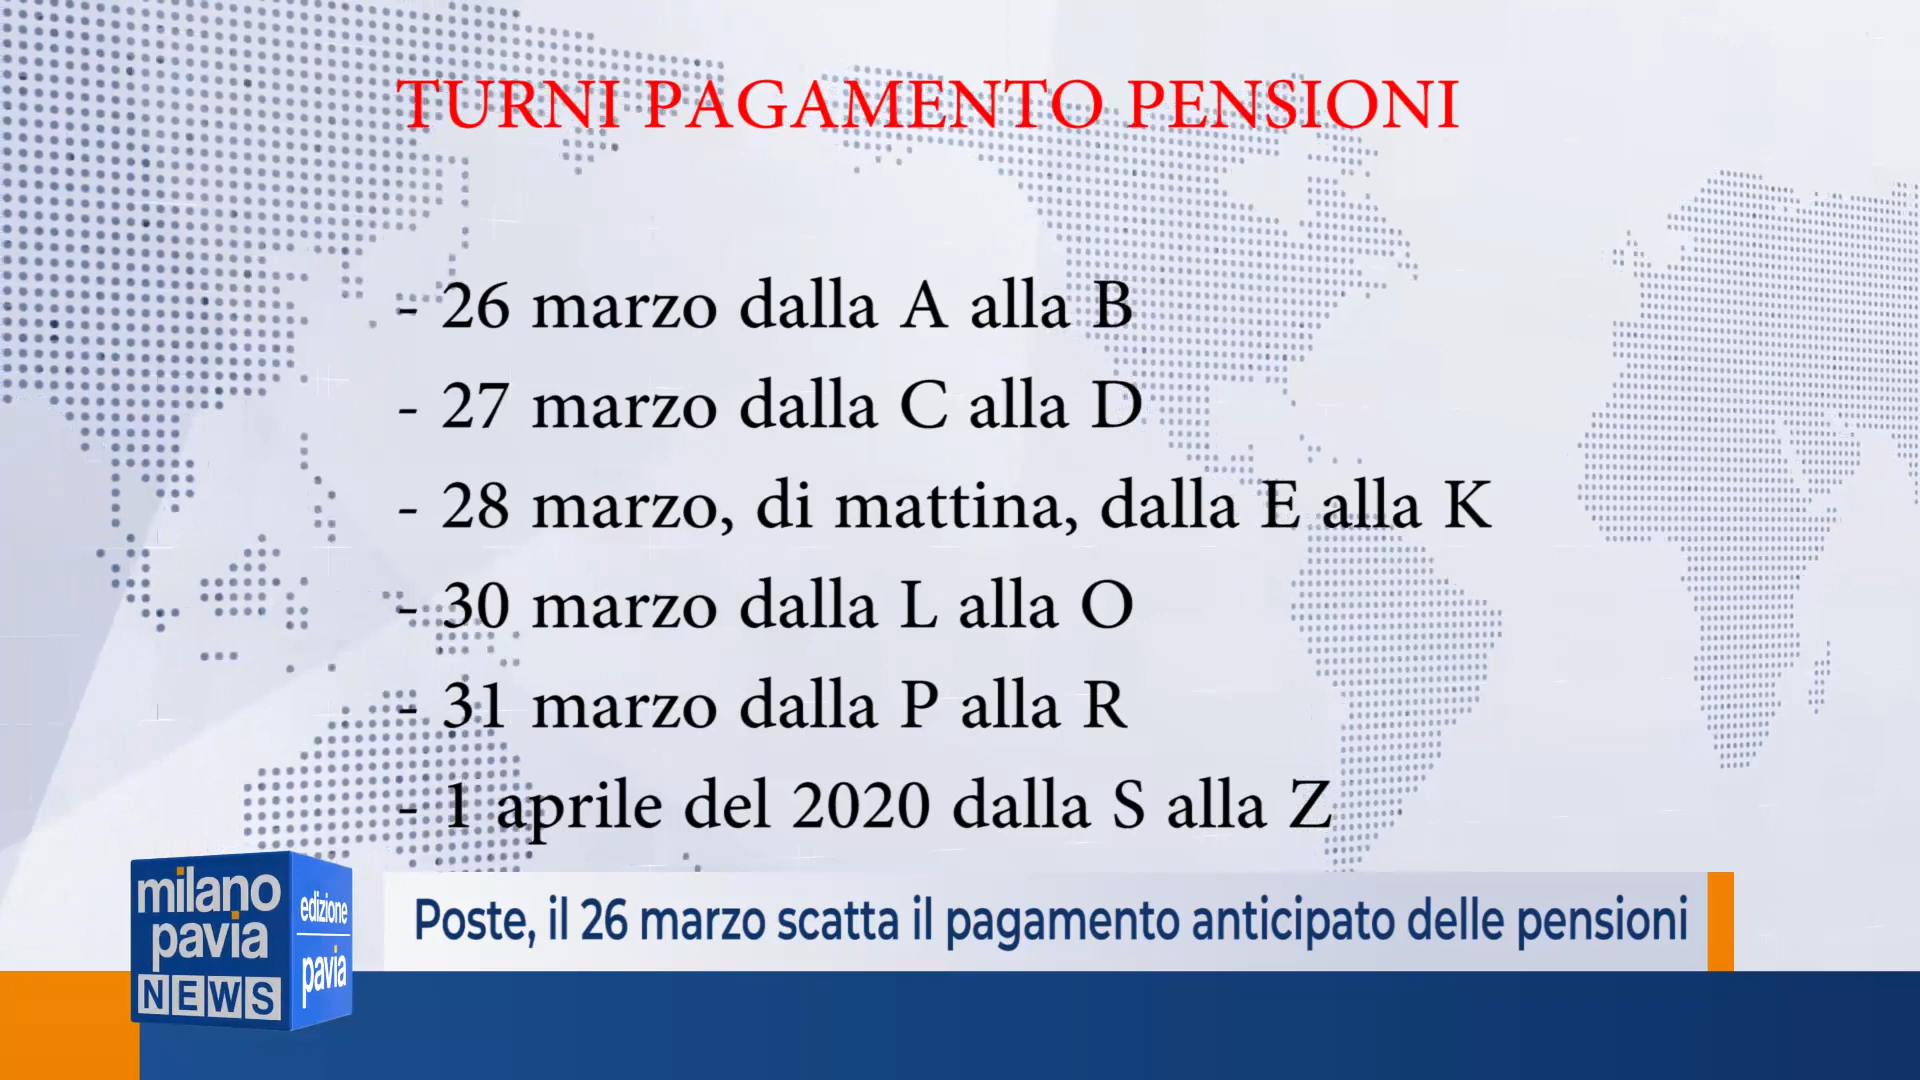 TURNI PAGAMENTO PENSIONI
- 26 marzo dalla A alla B
- 27 marzo dalla C alla D
- 28 marzo, di mattina, dalla E alla K
- 30 marzo dalla L alla O
- 31 marzo dalla P alla R
- 1 aprile del 2020 dalla S alla Z
Poste, il 26 marzo scatta il pagamento anticipato delle pensioni
milano
pavia
NEWS
edizione
pavia